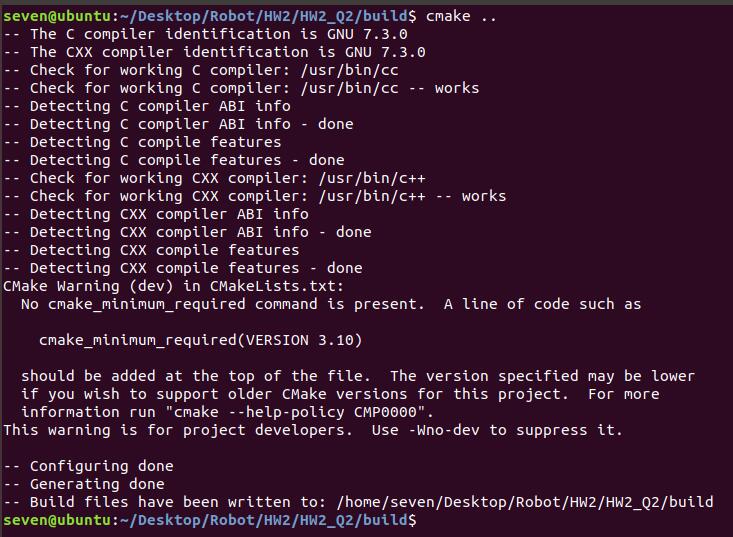 seven@ubuntu:~/Desktop/Robot/HW2/HW2_Q2/build$ cmake ..
-- The C compiler identification is GNU 7.3.0
-- The CXX compiler identification is GNU 7.3.0
-- Check for working C compiler: /usr/bin/cc
-- Check for working C compiler: /usr/bin/cc -- works
-- Detecting C compiler ABI info
-- Detecting C compiler ABI info - done
-- Detecting C compile features
-- Detecting C compile features - done
-- Check for working CXX compiler: /usr/bin/c++
-- Check for working CXX compiler: /usr/bin/c++ -- works
-- Detecting CXX compiler ABI info
-- Detecting CXX compiler ABI info - done
-- Detecting CXX compile features
-- Detecting CXX compile features - done
CMake Warning (dev) in CMakeLists.txt:
  No cmake_minimum_required command is present.  A line of code such as

    cmake_minimum_required(VERSION 3.10)

  should be added at the top of the file.  The version specified may be lower
  if you wish to support older CMake versions for this project.  For more
  information run "cmake --help-policy CMP0000".
This warning is for project developers.  Use -Wno-dev to suppress it.

-- Configuring done
-- Generating done
-- Build files have been written to: /home/seven/Desktop/Robot/HW2/HW2_Q2/build
seven@ubuntu:~/Desktop/Robot/HW2/HW2_Q2/build$